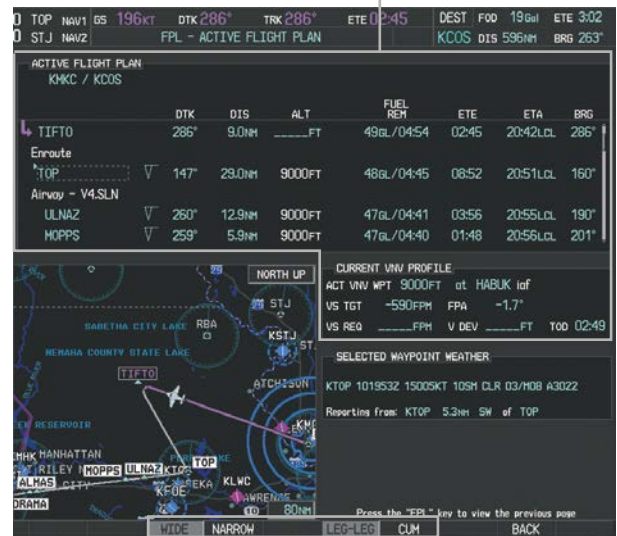 TOP NAV1 GS 196KT DTK 286° TRK 286° ETE 02:45 DEST FOD 19Gal ETE 3:02
STJ NAV2 FPL – ACTIVE FLIGHT PLAN KCOS DIS 596NM BRG 263°
ACTIVE FLIGHT PLAN
KMKC / KCOS
DTK DIS ALT FUEL REM ETE ETA BRG
TIFTO 286° 9.0NM _____FT 49GL/04:54 02:45 20:42LCL 286°
Enroute
TOP 147° 29.0NM 9000FT 48GL/04:45 08:52 20:51LCL 160°
Airway – V4.SLN
ULNAZ 260° 12.9NM 9000FT 47GL/04:41 03:56 20:55LCL 190°
MOPPS 259° 5.9NM 9000FT 47GL/04:40 01:48 20:56LCL 201°
CURRENT VNV PROFILE
ACT VNV WPT 9000FT at HABUK iaf
VS TGT -590FPM FPA -1.7°
VS REQ _____FPM V DEV _____FT TOD 02:49
SELECTED WAYPOINT WEATHER
KTOP 101953Z 15005KT 10SM CLR 03/M08 A3022
Reporting from: KTOP 5.3NM SW of TOP
Press the "FPL" key to view the previous page
NORTH UP
STJ
SABETHA CITY LAKE RBA
KSTJ
NEMAHA COUNTY STATE LAKE
TIFTO
ATCHISON
RESERVOIR
MANHATTAN
RILEY MOPPS ULNAZ TOP
ALMAS CITY KFOE KLWC
DRAMA
80NM
WIDE NARROW LEG-LEG CUM BACK